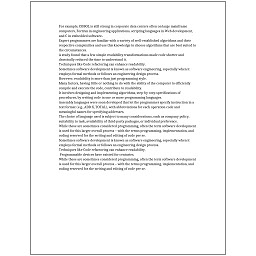 For example, COBOL is still strong in corporate data centers often on large mainframe
computers, Fortran in engineering applications, scripting languages in Web development,
and C in embedded software.
Expert programmers are familiar with a variety of well-established algorithms and their
respective complexities and use this knowledge to choose algorithms that are best suited to
the circumstances.
A study found that a few simple readability transformations made code shorter and
drastically reduced the time to understand it.
Techniques like Code refactoring can enhance readability.
Sometimes software development is known as software engineering, especially when it
employs formal methods or follows an engineering design process.
However, readability is more than just programming style.
Many factors, having little or nothing to do with the ability of the computer to efficiently
compile and execute the code, contribute to readability.
It involves designing and implementing algorithms, step-by-step specifications of
procedures, by writing code in one or more programming languages.
Assembly languages were soon developed that let the programmer specify instruction in a
text format (e.g., ADD X, TOTAL), with abbreviations for each operation code and
meaningful names for specifying addresses.
The choice of language used is subject to many considerations, such as company policy,
suitability to task, availability of third-party packages, or individual preference.
While these are sometimes considered programming, often the term software development
is used for this larger overall process – with the terms programming, implementation, and
coding reserved for the writing and editing of code per se.
Sometimes software development is known as software engineering, especially when it
employs formal methods or follows an engineering design process.
Techniques like Code refactoring can enhance readability.
Programmable devices have existed for centuries.
While these are sometimes considered programming, often the term software development
is used for this larger overall process – with the terms programming, implementation, and
coding reserved for the writing and editing of code per se.